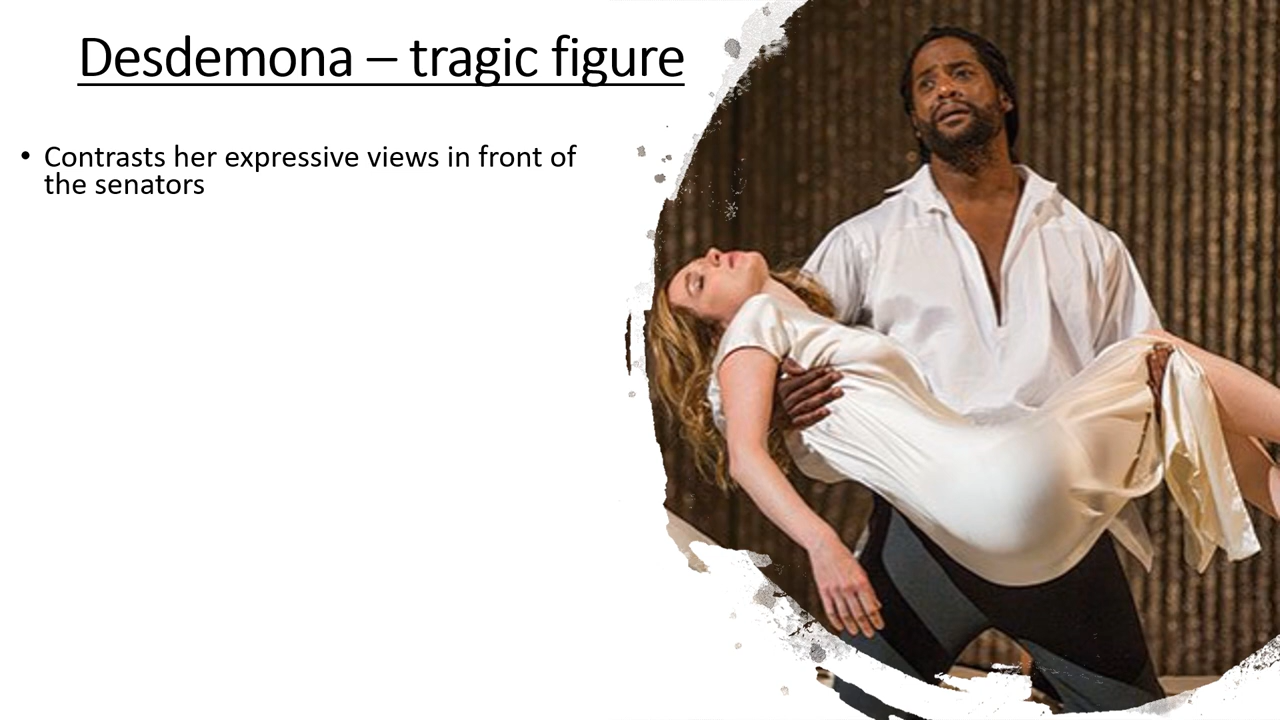 Desdemona – tragic figure
• Contrasts her expressive views in front of
the senators